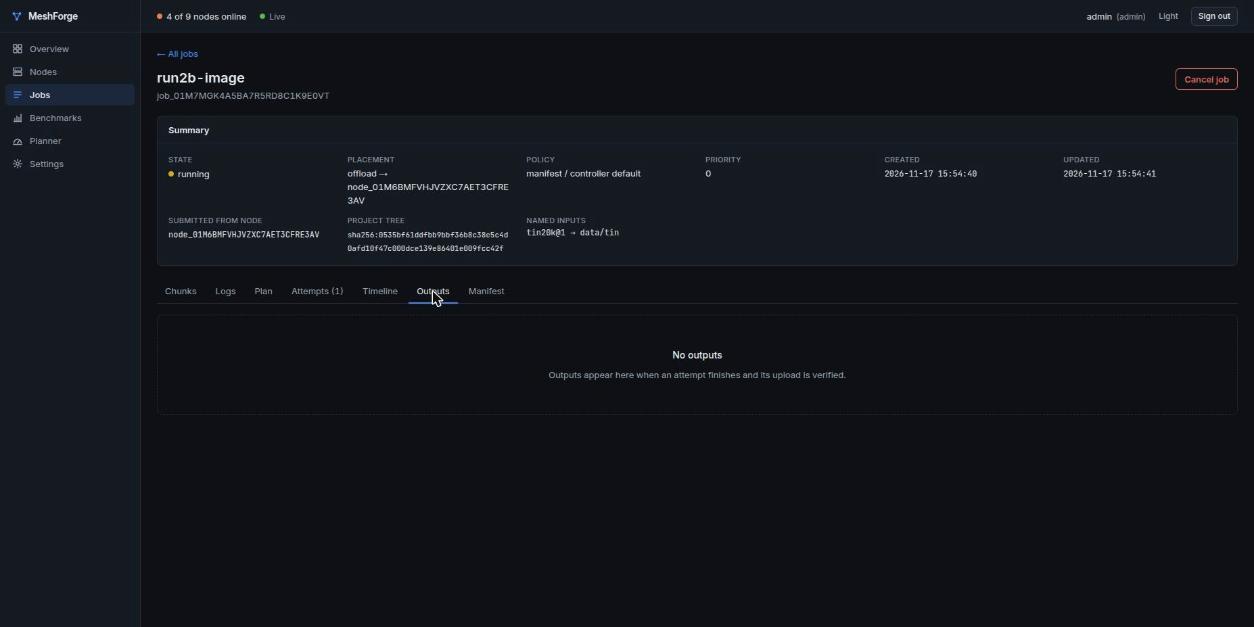 MeshForge
4 of 9 nodes online
Live
admin (admin)
Light
Sign out
Overview
Nodes
Jobs
Benchmarks
Planner
Settings
← All jobs
run2b-image
job_01M7MGK4A5BA7R5RD8C1K9E0VT
Cancel job
Summary
STATE
running
PLACEMENT
offload →
node_01M6BMFVHJVZXC7AET3CFRE
3AV
POLICY
manifest / controller default
PRIORITY
0
CREATED
2026-11-17 15:54:40
UPDATED
2026-11-17 15:54:41
SUBMITTED FROM NODE
node_01M6BMFVHJVZXC7AET3CFRE3AV
PROJECT TREE
sha256:0535bf61ddfbb9bbf36b8c38e5c4d
0afd10f47c000dce139e86401e009fcc42f
NAMED INPUTS
tin20k@1 → data/tin
Chunks
Logs
Plan
Attempts (1)
Timeline
Outputs
Manifest
No outputs
Outputs appear here when an attempt finishes and its upload is verified.